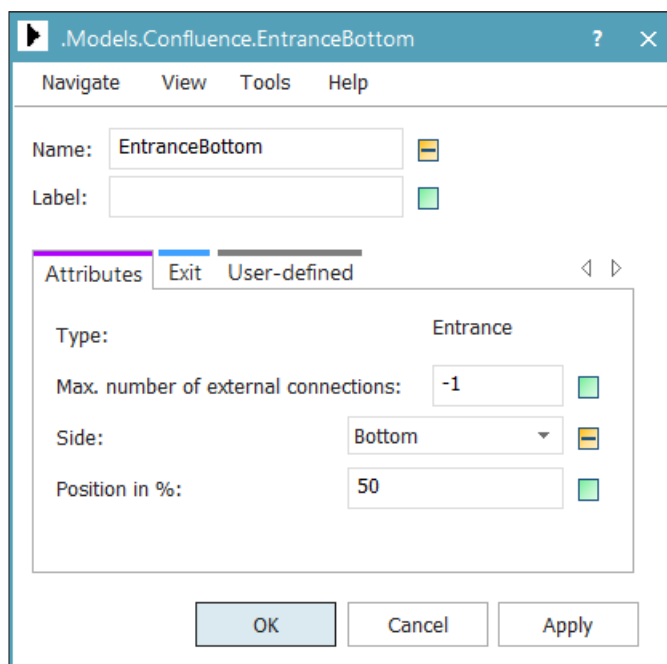 .Models.Confluence.EntranceBottom ?
Navigate View Tools Help
Name: EntranceBottom
Label:
Attributes Exit User-defined
Type: Entrance
Max. number of external connections: -1
Side: Bottom
Position in %: 50
OK Cancel Apply